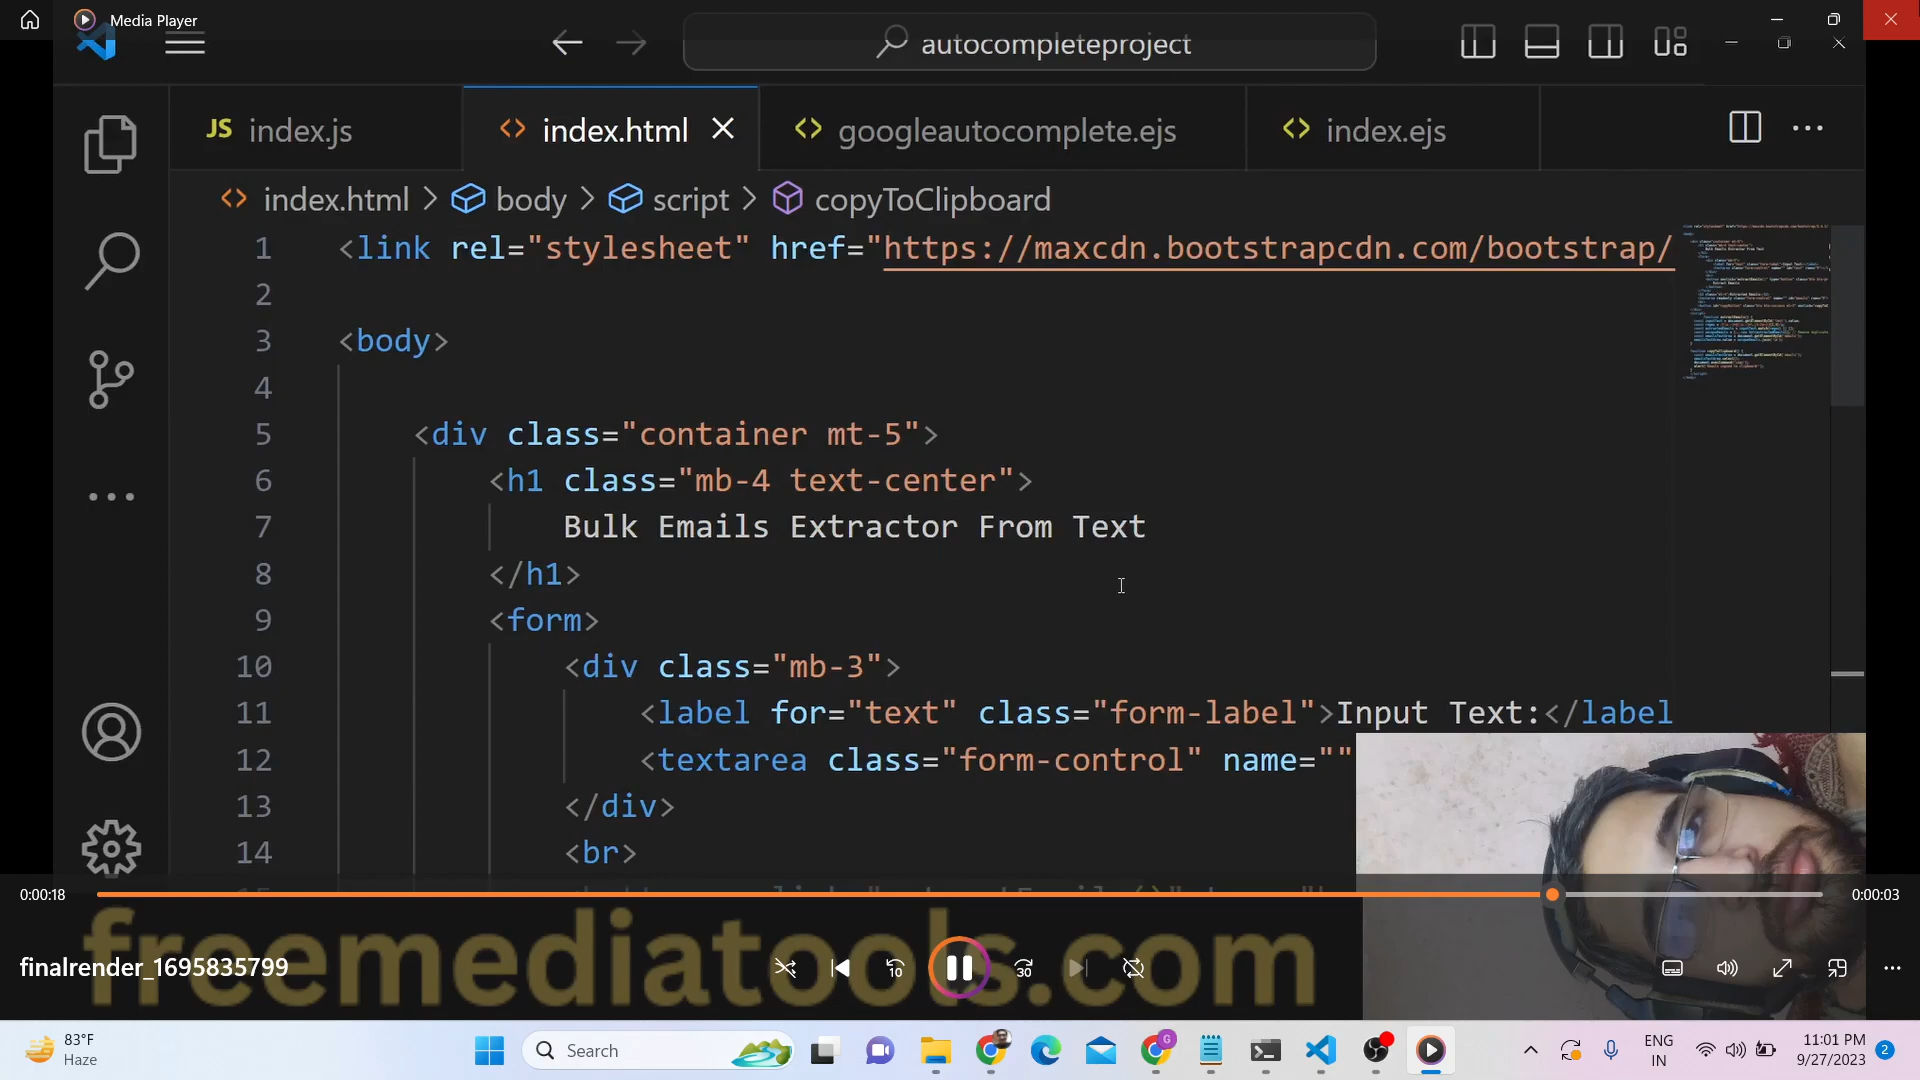 Media Player
autocompleteproject
JS index.js
index.html
googleautocomplete.ejs
index.ejs
index.html > body > script > copyToClipboard
1 <link rel="stylesheet" href="https://maxcdn.bootstrapcdn.com/bootstrap/
2
3 <body>
4
5 <div class="container mt-5">
6 <h1 class="mb-4 text-center">
7 Bulk Emails Extractor From Text
8 </h1>
9 <form>
10 <div class="mb-3">
11 <label for="text" class="form-label">Input Text:</label
12 <textarea class="form-control" name=""
13 </div>
14 <br>
0:00:18
0:00:03
freemediatools.com
finalrender_1695835799
10
30
83°F
Haze
Search
G
ENG
IN
11:01 PM
9/27/2023
2